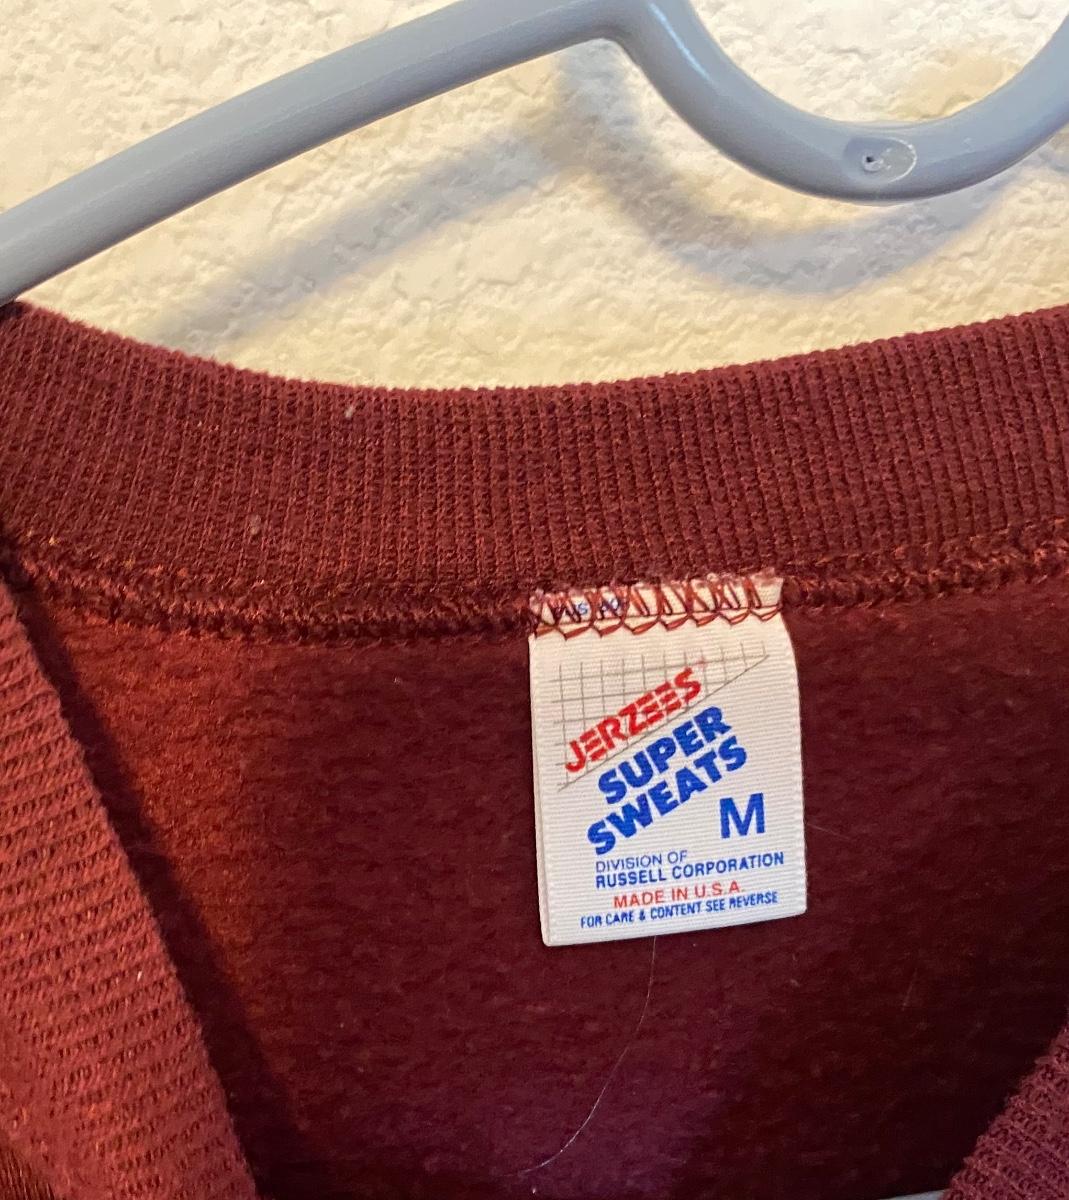 JERZEES
SUPER
SWEATS
M
DIVISION OF
RUSSELL CORPORATION
MADE IN U.S.A.
FOR CARE & CONTENT SEE REVERSE